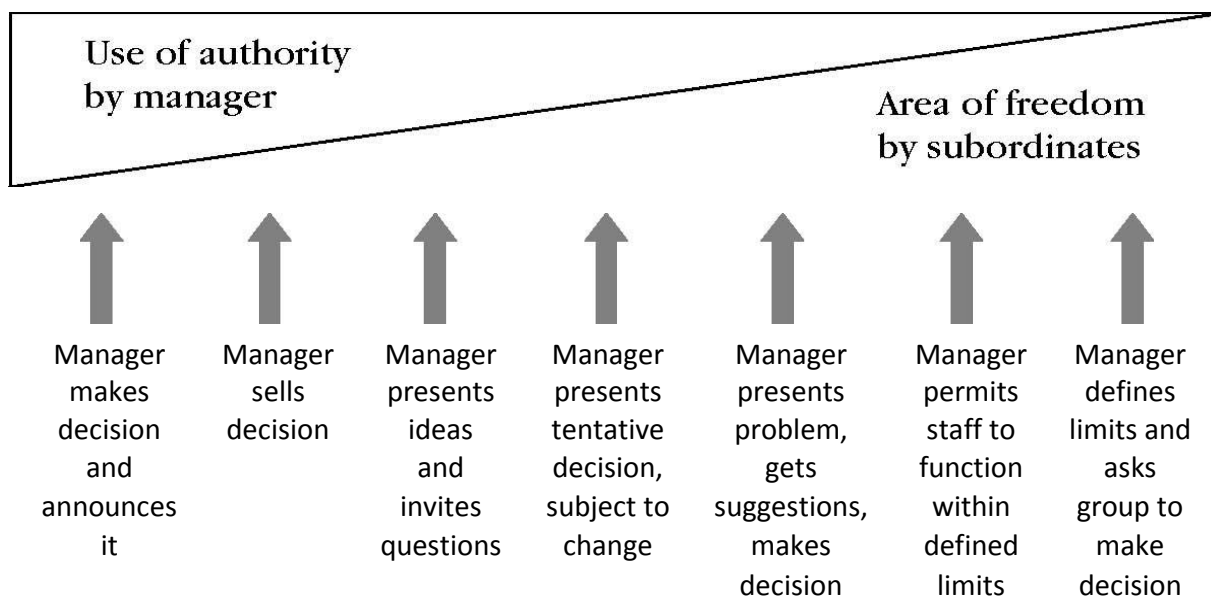 Use of authority
by manager
Area of freedom
by subordinates
Manager
makes
decision
and
announces
it
Manager
sells
decision
Manager
presents
ideas
and
invites
questions
Manager
presents
tentative
decision,
subject to
change
Manager
presents
problem,
gets
suggestions,
makes
decision
Manager
permits
staff to
function
within
defined
limits
Manager
defines
limits and
asks
group to
make
decision